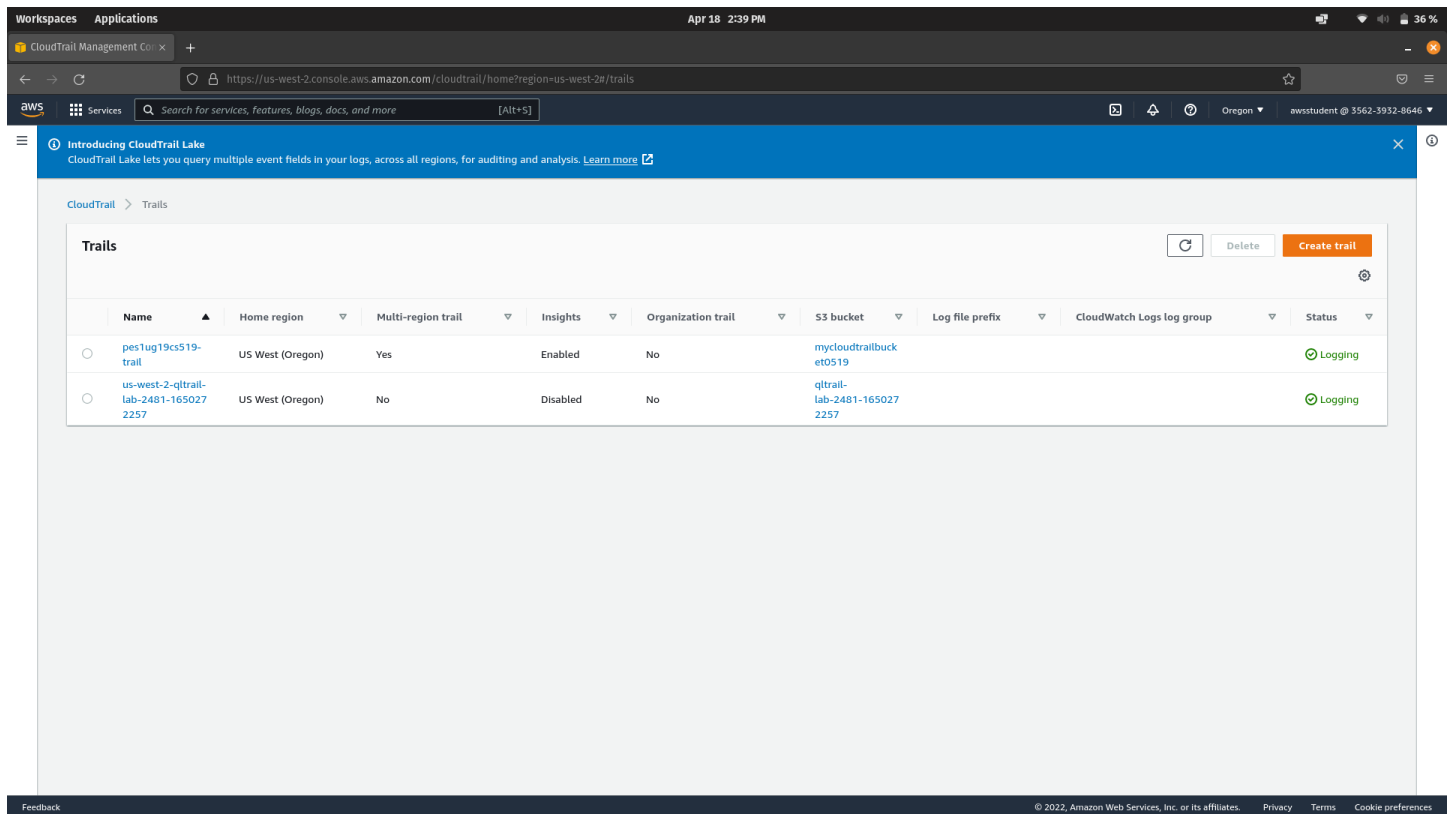 Workspaces Applications Apr 18 2:39 PM 36 %
CloudTrail Management Con
https://us-west-2.console.aws.amazon.com/cloudtrail/home?region=us-west-2#/trails
aws Services Search for services, features, blogs, docs, and more [Alt+S] Oregon awsstudent @ 3562-3932-8646
Introducing CloudTrail Lake
CloudTrail Lake lets you query multiple event fields in your logs, across all regions, for auditing and analysis. Learn more
CloudTrail Trails
Trails Delete Create trail
Name Home region Multi-region trail Insights Organization trail S3 bucket Log file prefix CloudWatch Logs log group Status
pes1ug19cs519-
trail
US West (Oregon) Yes Enabled No
mycloudtrailbuck
et0519
Logging
us-west-2-qltrail-
lab-2481-165027
2257
US West (Oregon) No Disabled No
qltrail-
lab-2481-165027
2257
Logging
Feedback © 2022, Amazon Web Services, Inc. or its affiliates. Privacy Terms Cookie preferences